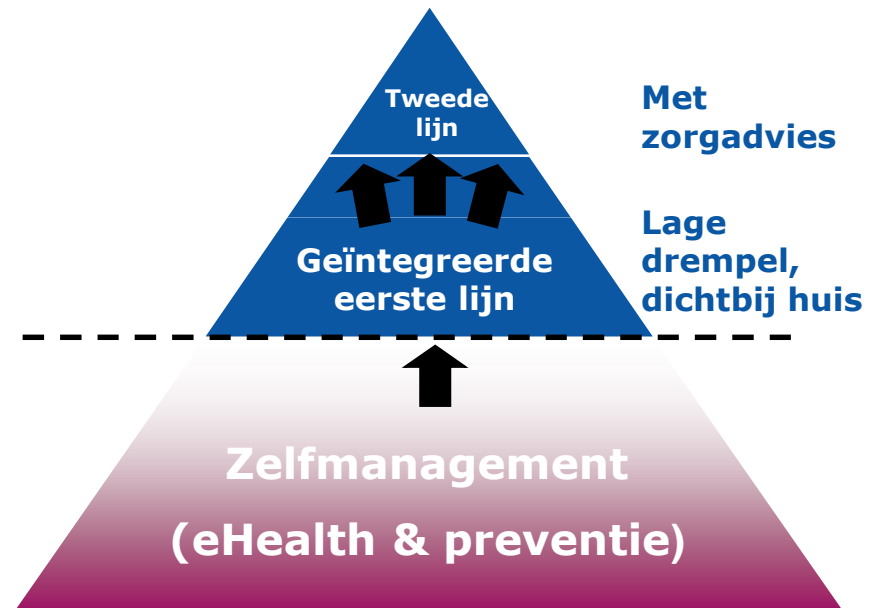 Tweede
lijn
Met
zorgadvies
Geïntegreerde
eerste lijn
Lage
drempel,
dichtbij huis
Zelfmanagement
(eHealth & preventie)